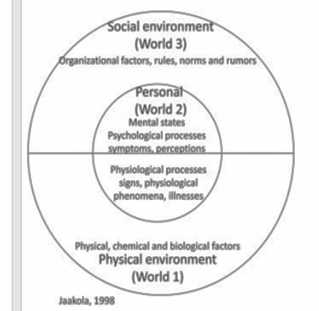 Social environment
(World 3)
Organizational factors, rules, norms and rumors
Personal
(World 2)
Mental states
Psychological processes
symptoms, perceptions
Physiological processes
signs, physiological
phenomena, illnesses
Physical, chemical and biological factors
Physical environment
(World 1)
Jaakola, 1998